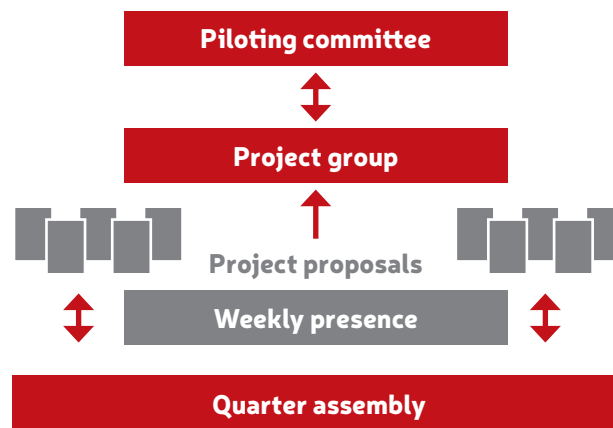 Piloting committee
Project group
Project proposals
Weekly presence
Quarter assembly